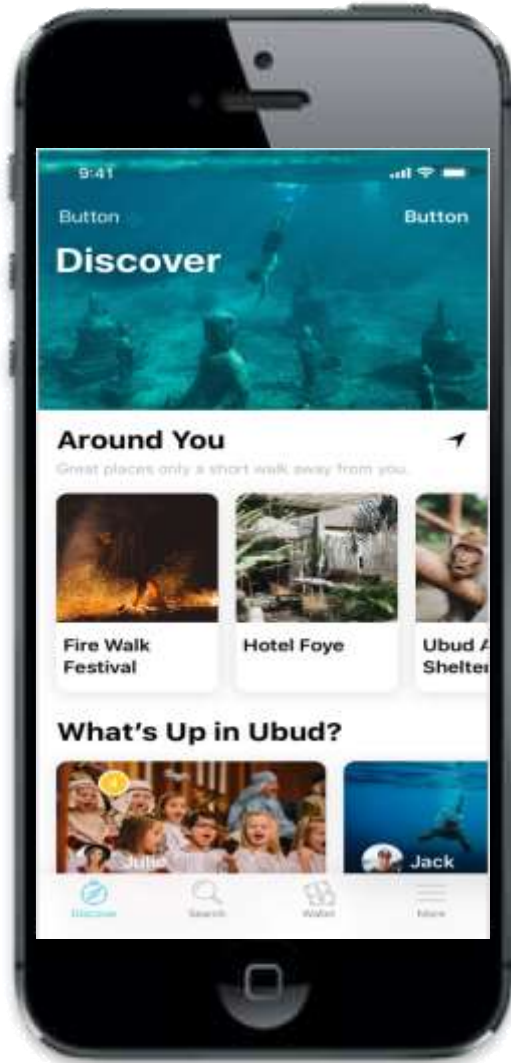 9:41
Button
Button
Discover
Around You
Great places only a short walk away from you.
Fire Walk
Festival
Hotel Foye
Ubud A
Shelter
What's Up in Ubud?
Julie
Jack
Discover
Search
Wallet
More